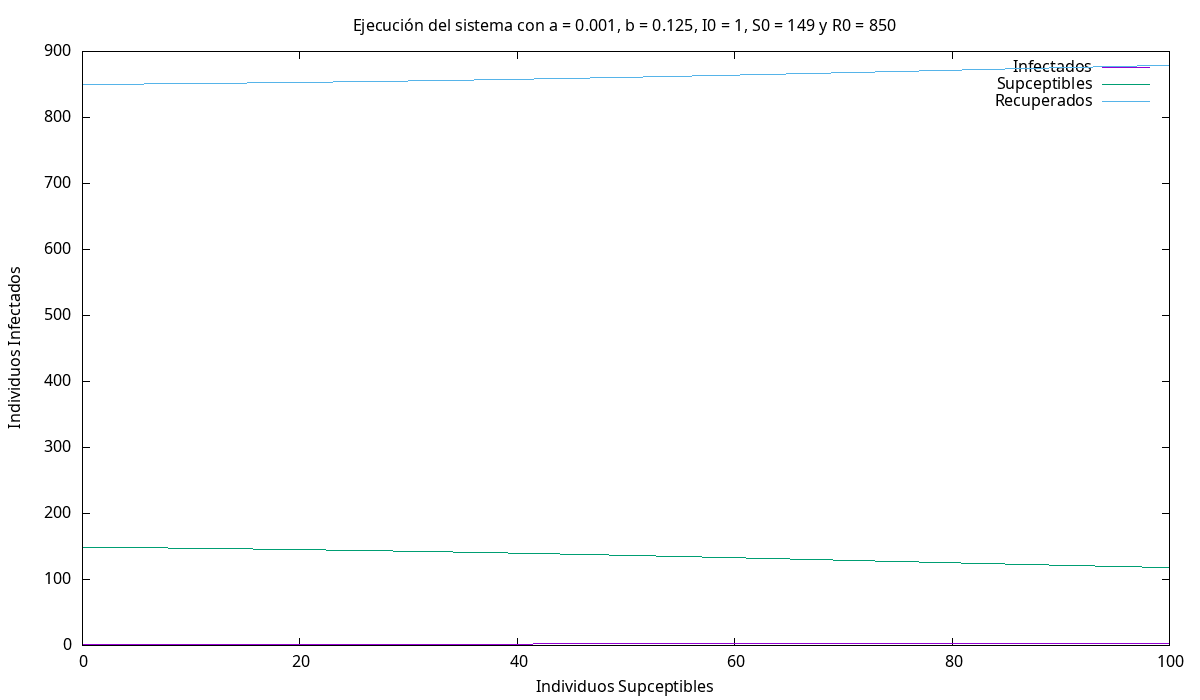 Ejecución del sistema con a = 0.001, b = 0.125, I0 = 1, S0 = 149 y R0 = 850
900
800
700
600
500
400
300
200
100
0
Individuos Infectados
Infectados
Supceptibles
Recuperados
0 20 40 60 80 100
Individuos Supceptibles